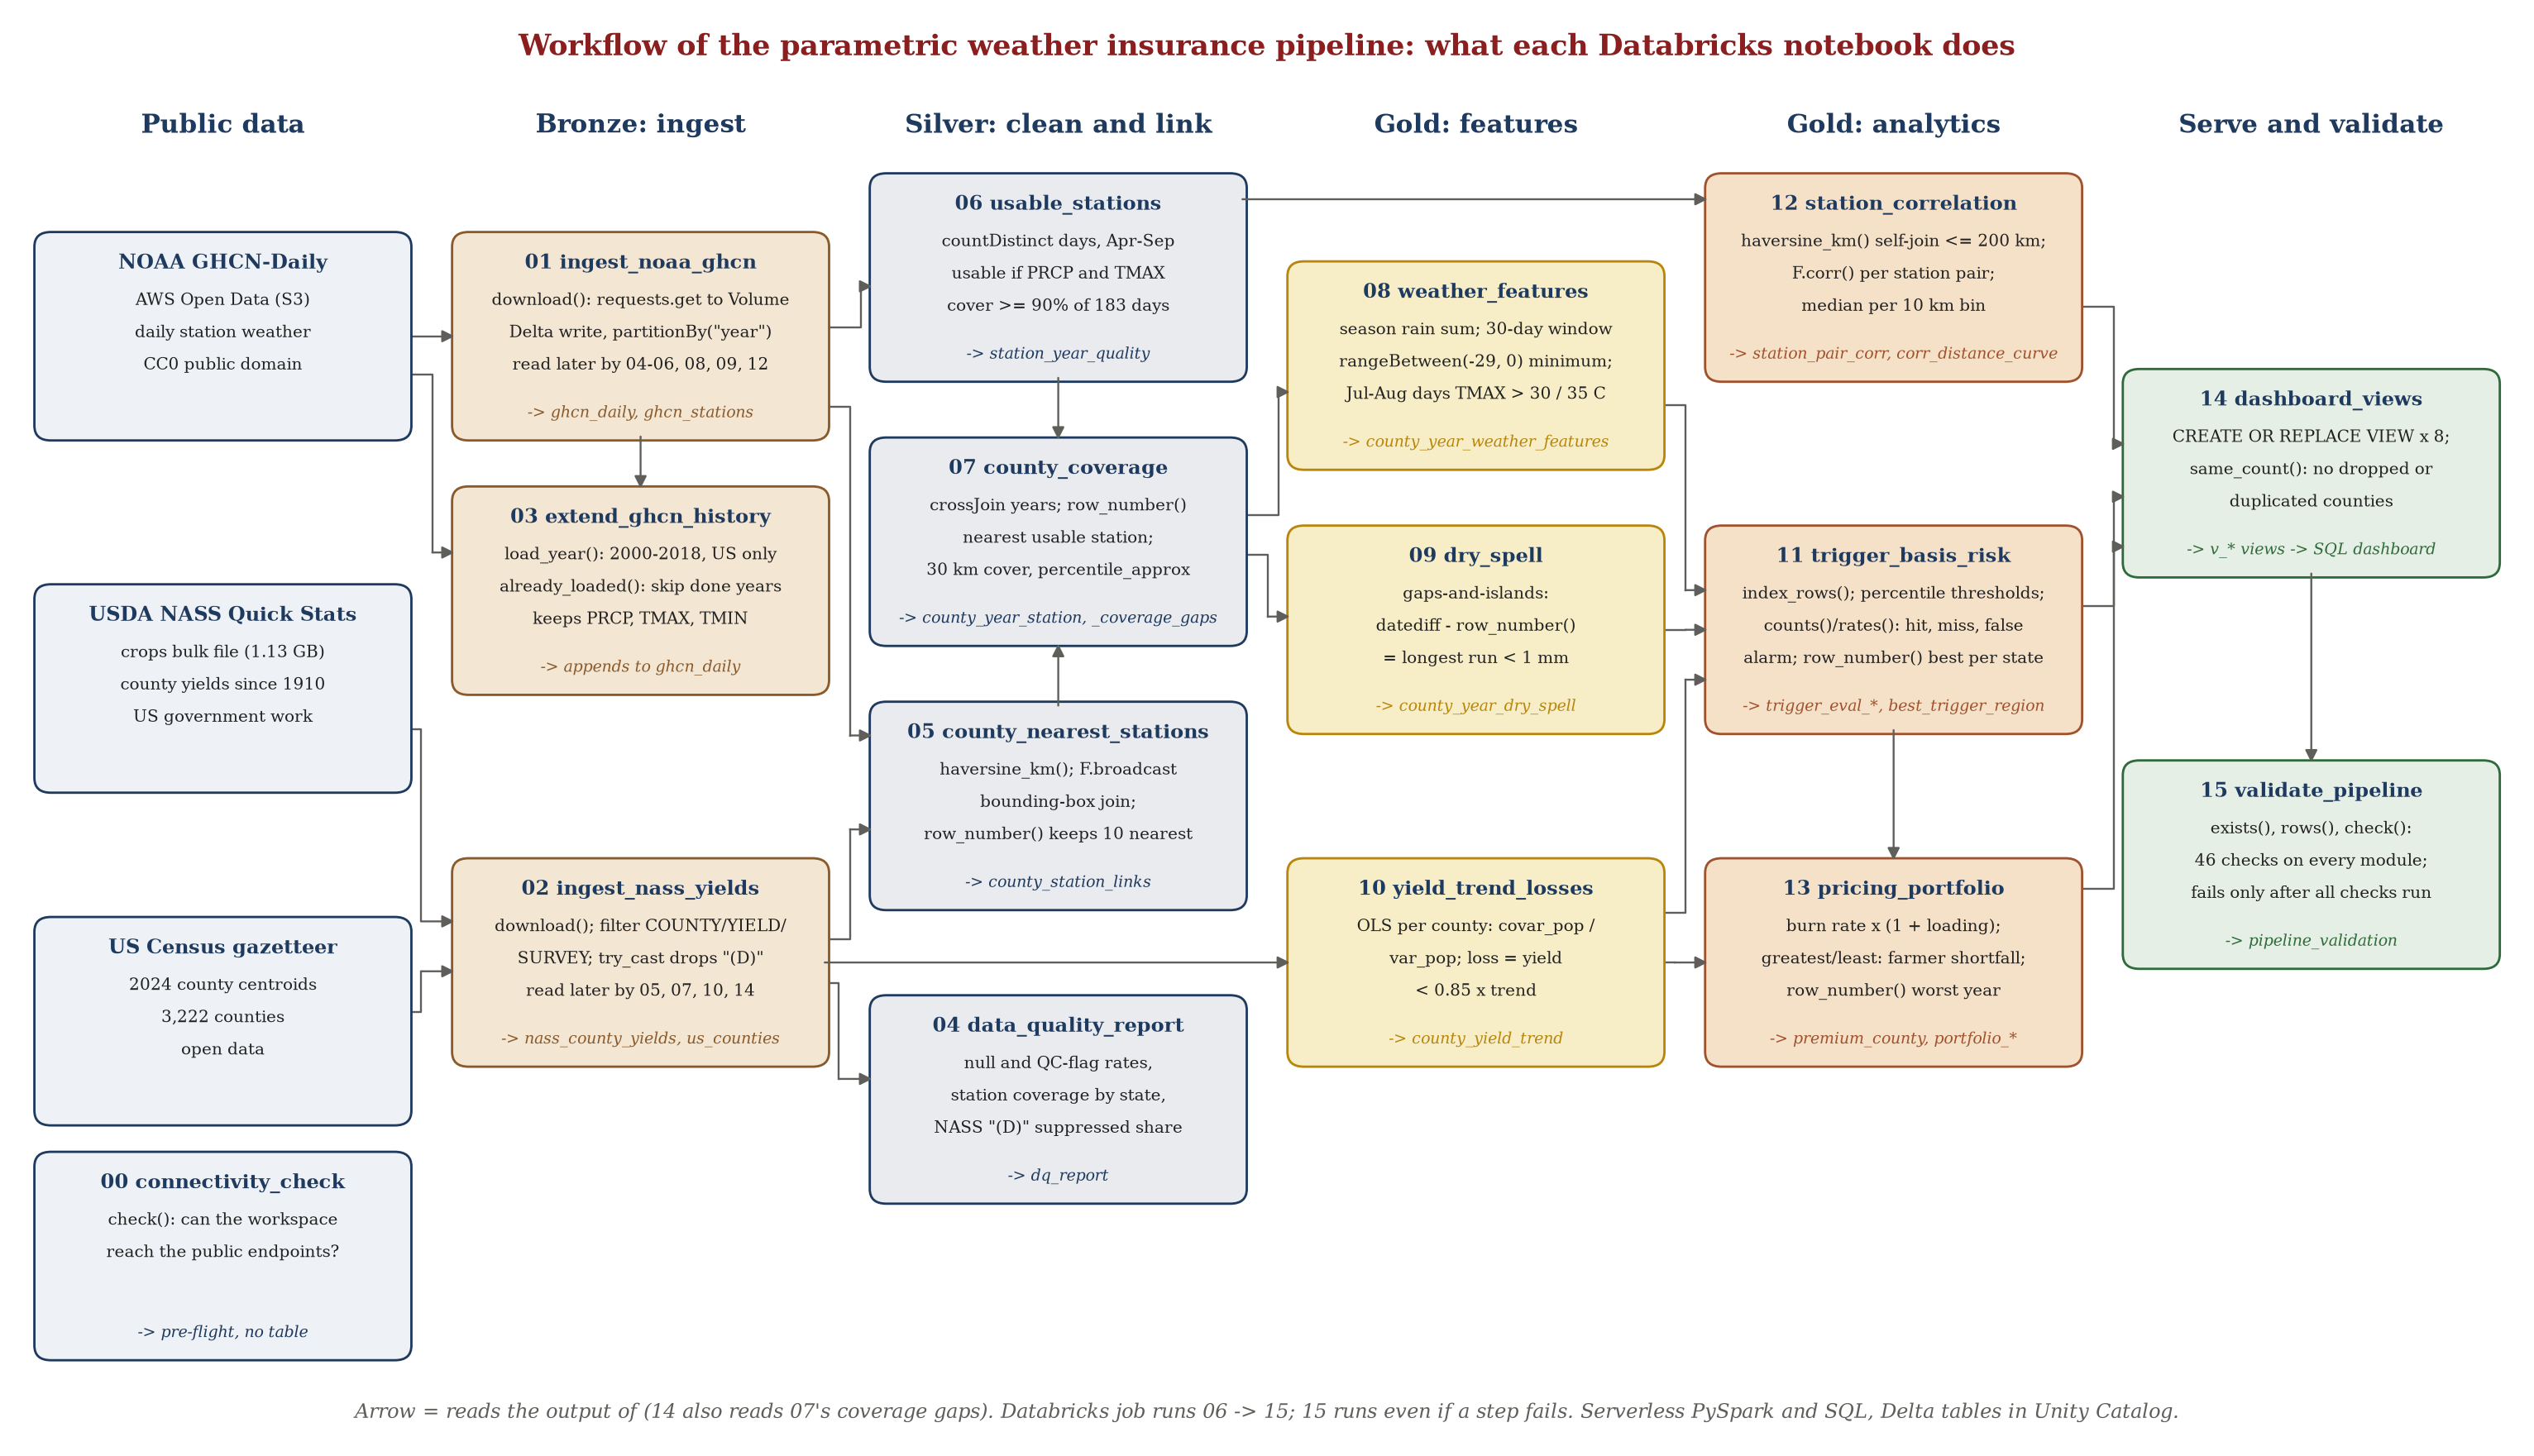 Workflow of the parametric weather insurance pipeline: what each Databricks notebook does
Public data
NOAA GHCN-Daily
AWS Open Data (S3)
daily station weather
CC0 public domain
USDA NASS Quick Stats
crops bulk file (1.13 GB)
county yields since 1910
US government work
US Census gazetteer
2024 county centroids
3,222 counties
open data
00 connectivity_check
check(): can the workspace
reach the public endpoints?
-> pre-flight, no table
Bronze: ingest
01 ingest_noaa_ghcn
download(): requests.get to Volume
Delta write, partitionBy("year")
read later by 04-06, 08, 09, 12
-> ghcn_daily, ghcn_stations
03 extend_ghcn_history
load_year(): 2000-2018, US only
already_loaded(): skip done years
keeps PRCP, TMAX, TMIN
-> appends to ghcn_daily
02 ingest_nass_yields
download(); filter COUNTY/YIELD/
SURVEY; try_cast drops "(D)"
read later by 05, 07, 10, 14
-> nass_county_yields, us_counties
Silver: clean and link
06 usable_stations
countDistinct days, Apr-Sep
usable if PRCP and TMAX
cover >= 90% of 183 days
-> station_year_quality
07 county_coverage
crossJoin years; row_number()
nearest usable station;
30 km cover, percentile_approx
-> county_year_station, _coverage_gaps
05 county_nearest_stations
haversine_km(); F.broadcast
bounding-box join;
row_number() keeps 10 nearest
-> county_station_links
04 data_quality_report
null and QC-flag rates,
station coverage by state,
NASS "(D)" suppressed share
-> dq_report
Gold: features
08 weather_features
season rain sum; 30-day window
rangeBetween(-29, 0) minimum;
Jul-Aug days TMAX > 30 / 35 C
-> county_year_weather_features
09 dry_spell
gaps-and-islands:
datediff - row_number()
= longest run < 1 mm
-> county_year_dry_spell
10 yield_trend_losses
OLS per county: covar_pop /
var_pop; loss = yield
< 0.85 x trend
-> county_yield_trend
Gold: analytics
12 station_correlation
haversine_km() self-join <= 200 km;
F.corr() per station pair;
median per 10 km bin
-> station_pair_corr, corr_distance_curve
11 trigger_basis_risk
index_rows(); percentile thresholds;
counts()/rates(): hit, miss, false
alarm; row_number() best per state
-> trigger_eval_*, best_trigger_region
13 pricing_portfolio
burn rate x (1 + loading);
greatest/least: farmer shortfall;
row_number() worst year
-> premium_county, portfolio_*
Serve and validate
14 dashboard_views
CREATE OR REPLACE VIEW x 8;
same_count(): no dropped or
duplicated counties
-> v_* views -> SQL dashboard
15 validate_pipeline
exists(), rows(), check():
46 checks on every module;
fails only after all checks run
-> pipeline_validation
Arrow = reads the output of (14 also reads 07's coverage gaps). Databricks job runs 06 -> 15; 15 runs even if a step fails. Serverless PySpark and SQL, Delta tables in Unity Catalog.